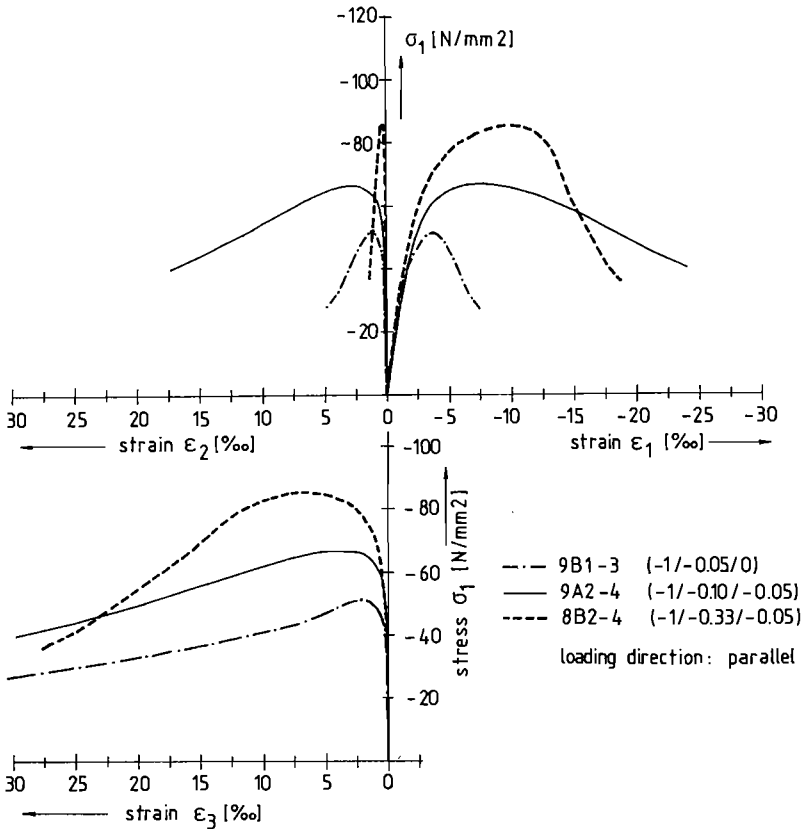 -120
σ1 [N/mm2]
-100
-80
-20
30 25 20 15 10 5 0 -5 -10 -15 -20 -25 -30
strain ε2 [‰]
strain ε1 [‰]
-100
-80
-60
-40
-20
stress σ1 [N/mm2]
9B1-3 (-1/-0.05/0)
9A2-4 (-1/-0.10/-0.05)
8B2-4 (-1/-0.33/-0.05)
loading direction: parallel
30 25 20 15 10 5 0
strain ε3 [‰]